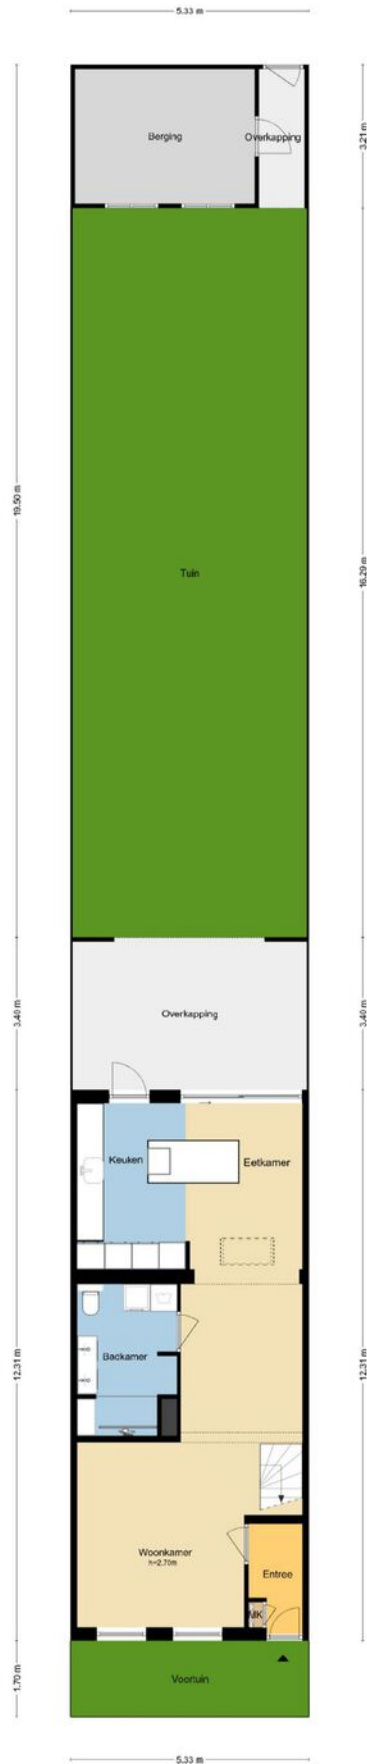 5.33 m
Berging
Overkapping
3.21 m
19.50 m
16.29 m
Tuin
Overkapping
3.40 m
3.40 m
Keuken
Eetkamer
Badkamer
12.31 m
12.31 m
Woonkamer
h=2.70m
Entree
MK
Voortuin
1.70 m
5.33 m